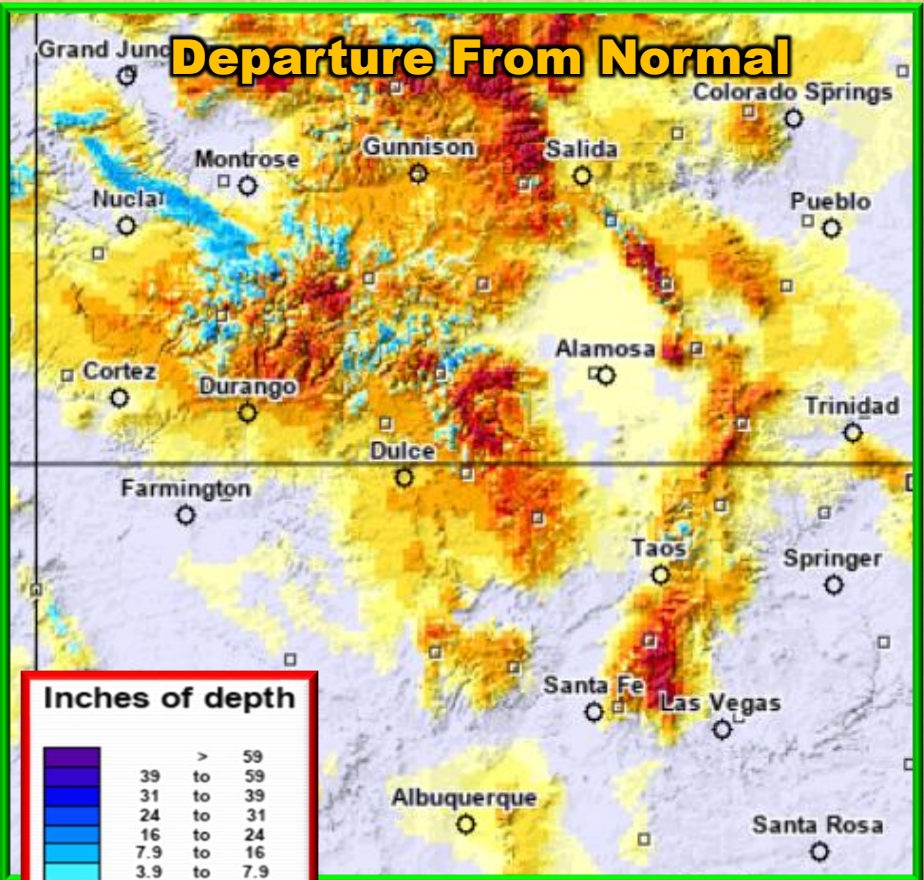 Departure From Normal
Grand Junc
Colorado Springs
Montrose
Gunnison
Salida
Nucla
Pueblo
Alamosa
Cortez
Durango
Trinidad
Dulce
Farmington
Taos
Springer
Santa Fe
Las Vegas
Albuquerque
Santa Rosa
Inches of depth
> 59
39 to 59
31 to 39
24 to 31
16 to 24
7.9 to 16
3.9 to 7.9